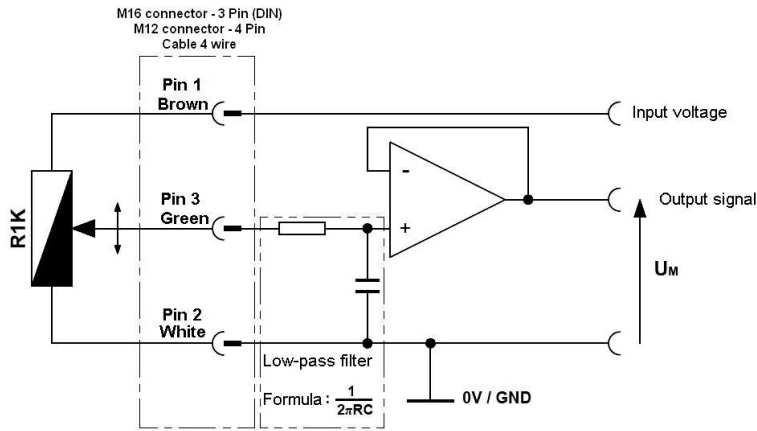 M16 connector - 3 Pin (DIN)
M12 connector - 4 Pin
Cable 4 wire
Pin 1
Brown
Input voltage
-
Pin 3
Green
+
Output signal
R1K
UM
Pin 2
White
Low-pass filter
0V / GND
Formula : 1
2πRC